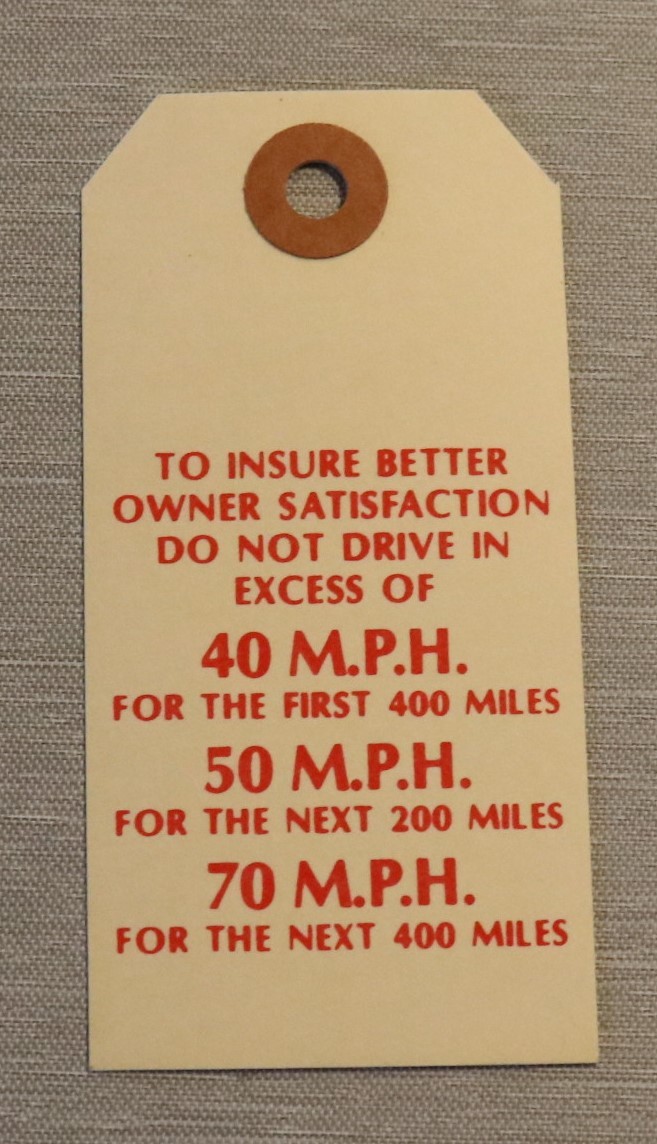 TO INSURE BETTER
OWNER SATISFACTION
DO NOT DRIVE IN
EXCESS OF
40 M.P.H.
FOR THE FIRST 400 MILES
50 M.P.H.
FOR THE NEXT 200 MILES
70 M.P.H.
FOR THE NEXT 400 MILES